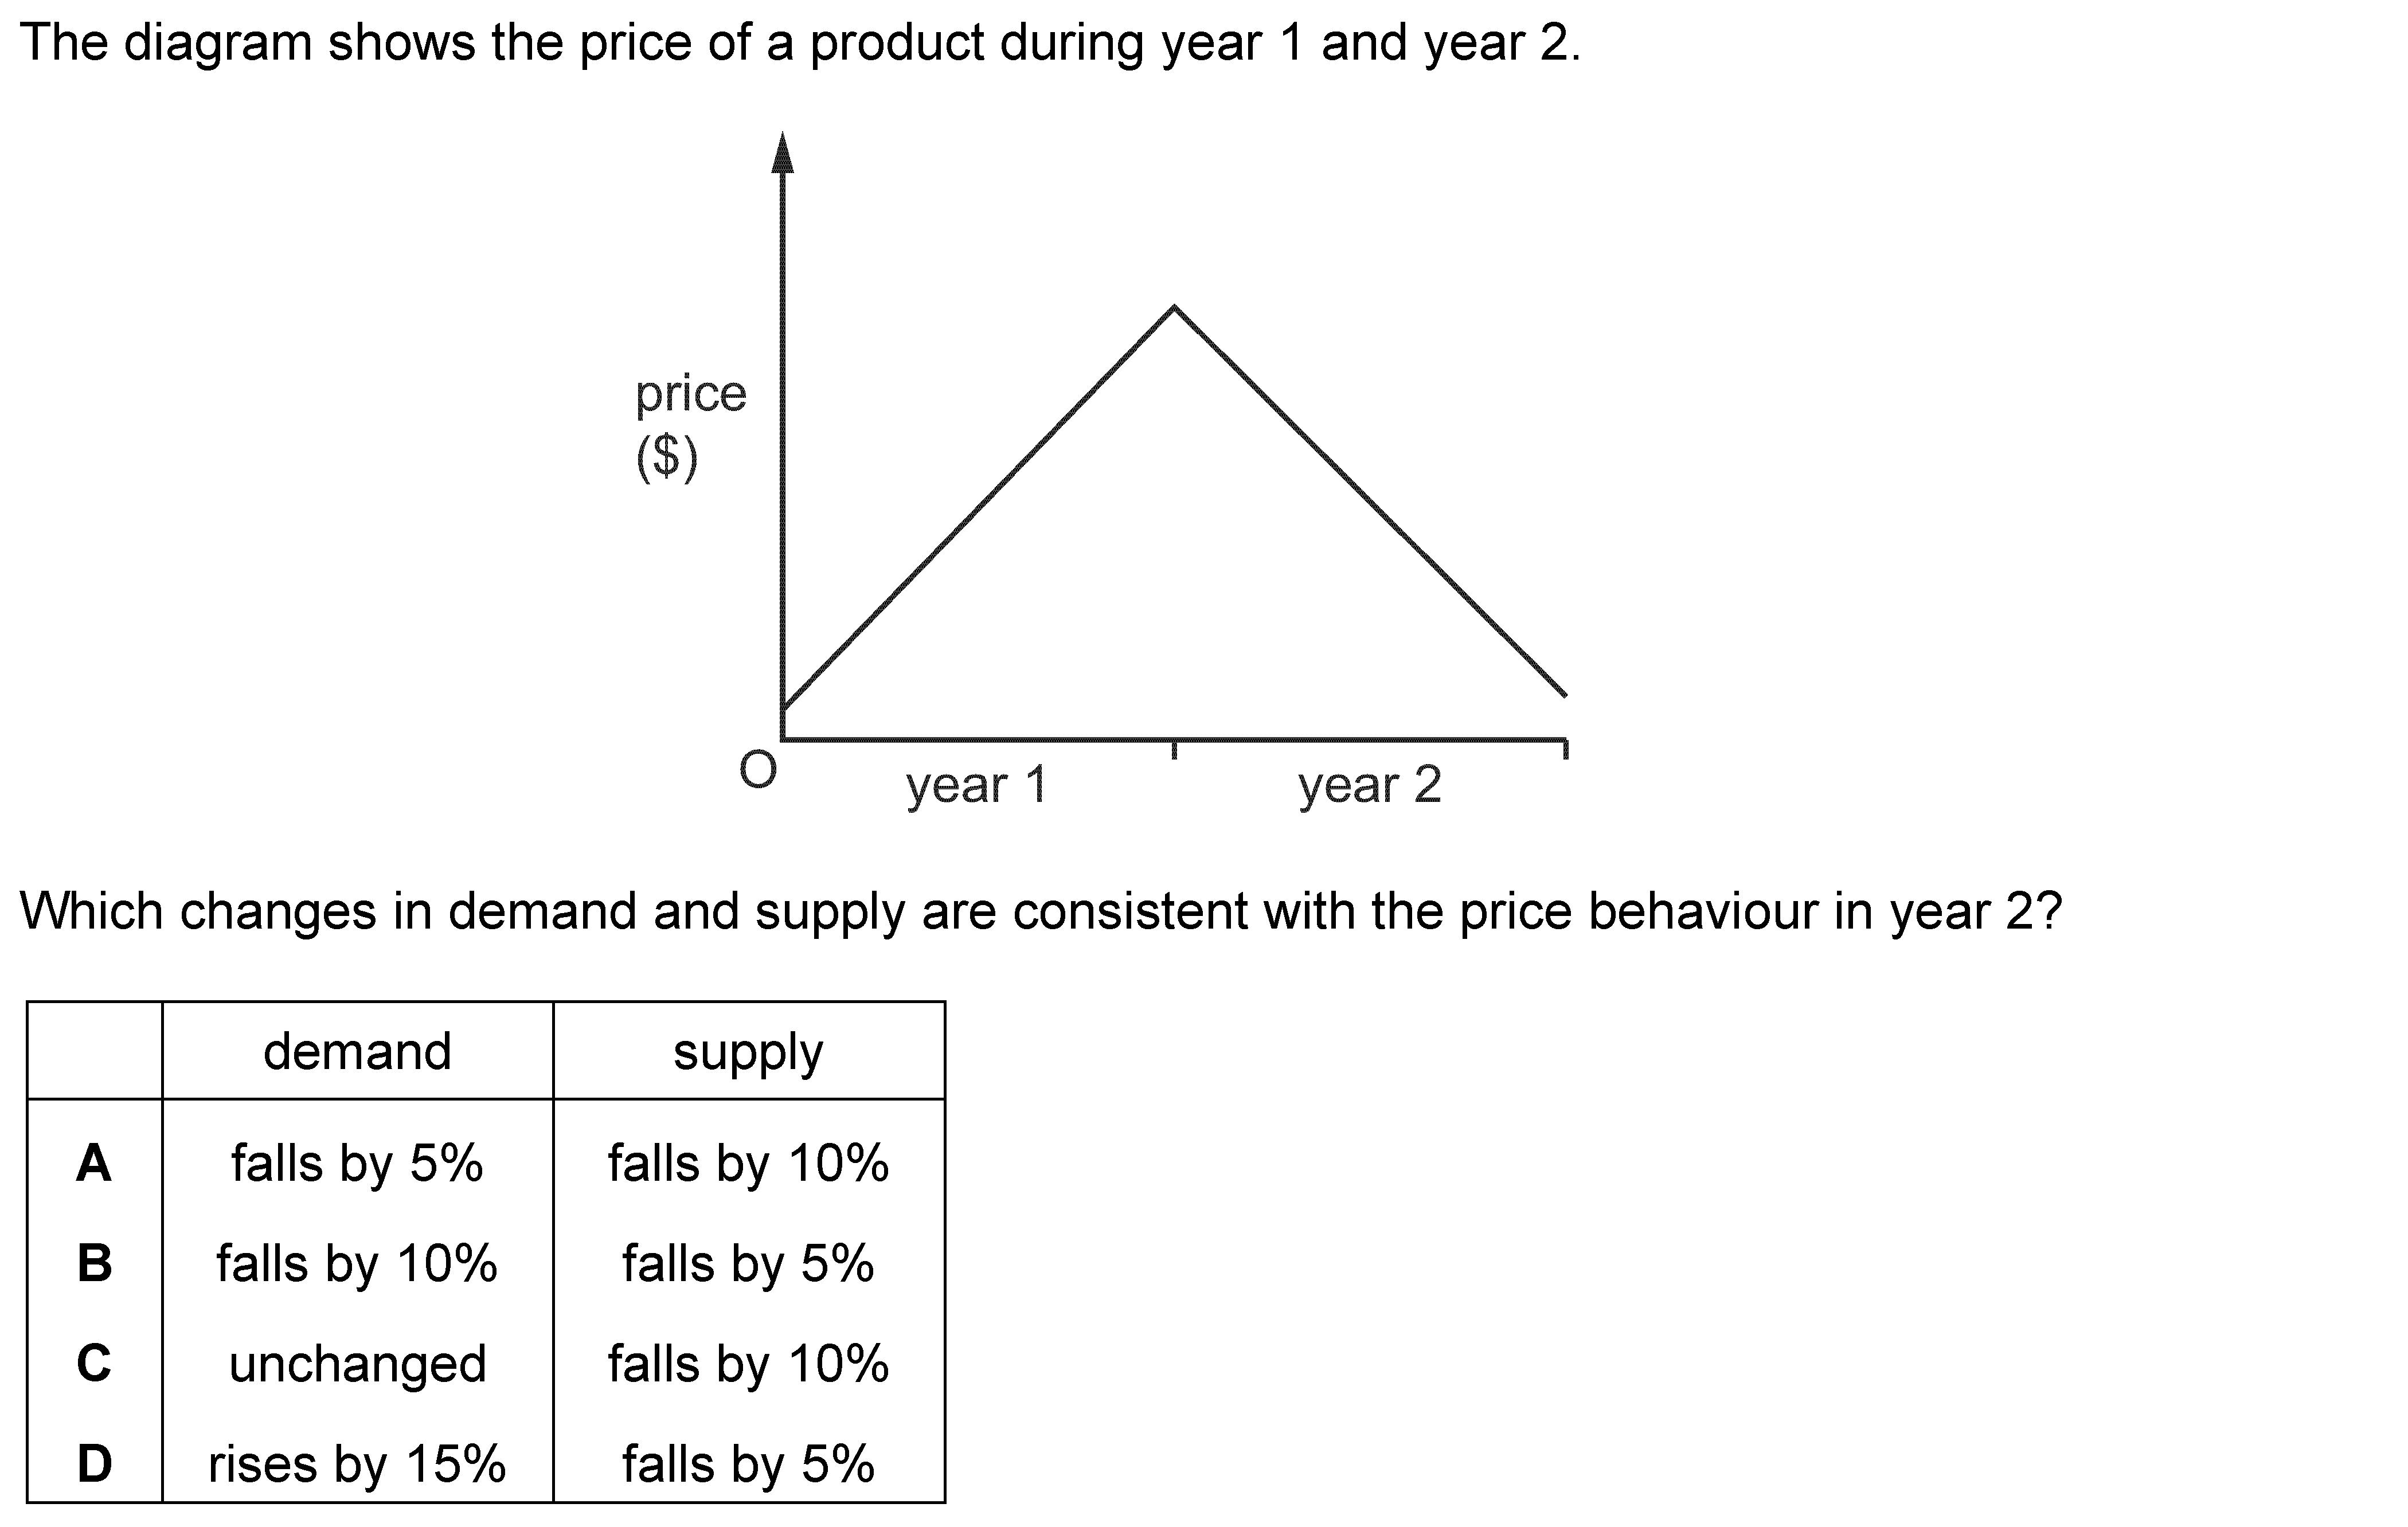 The diagram shows the price of a product during year 1 and year 2.
price
($)
O
year 1 year 2
Which changes in demand and supply are consistent with the price behaviour in year 2?
demand supply
A falls by 5% falls by 10%
B falls by 10% falls by 5%
C unchanged falls by 10%
D rises by 15% falls by 5%